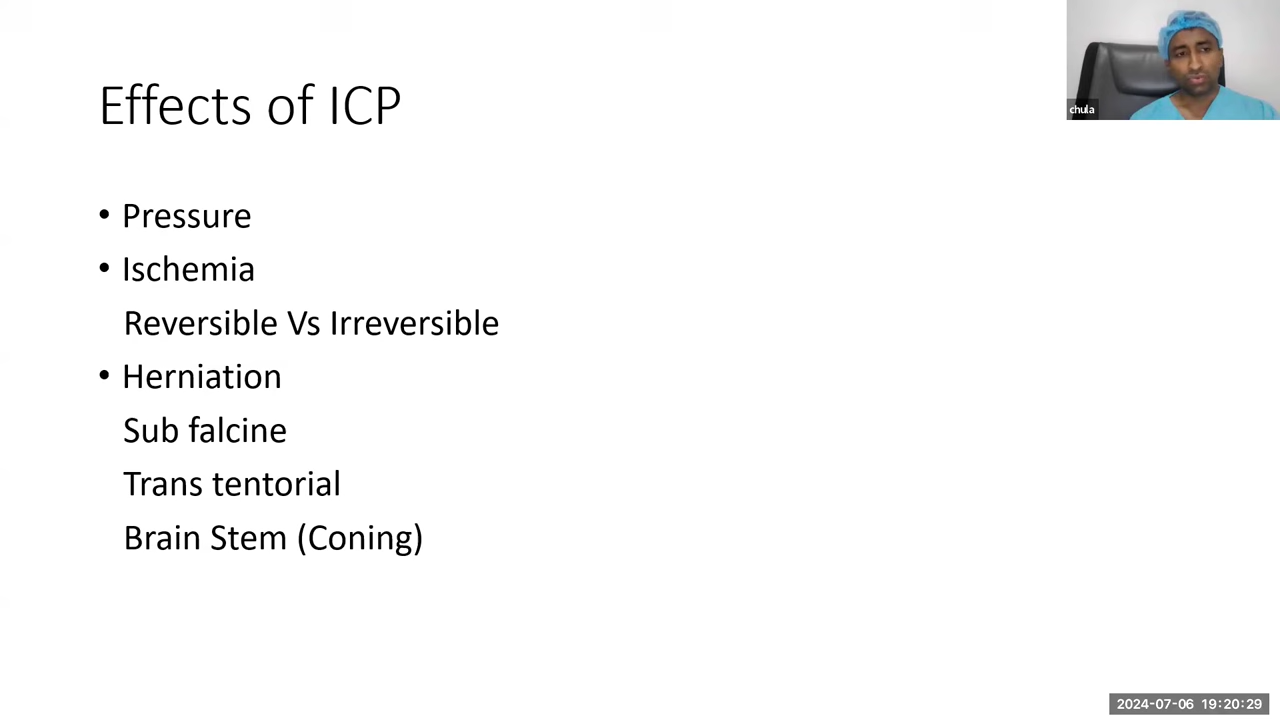 Effects of ICP
• Pressure
• Ischemia
Reversible Vs Irreversible
• Herniation
Sub falcine
Trans tentorial
Brain Stem (Coning)
chula
2024-07-06 19:20:29